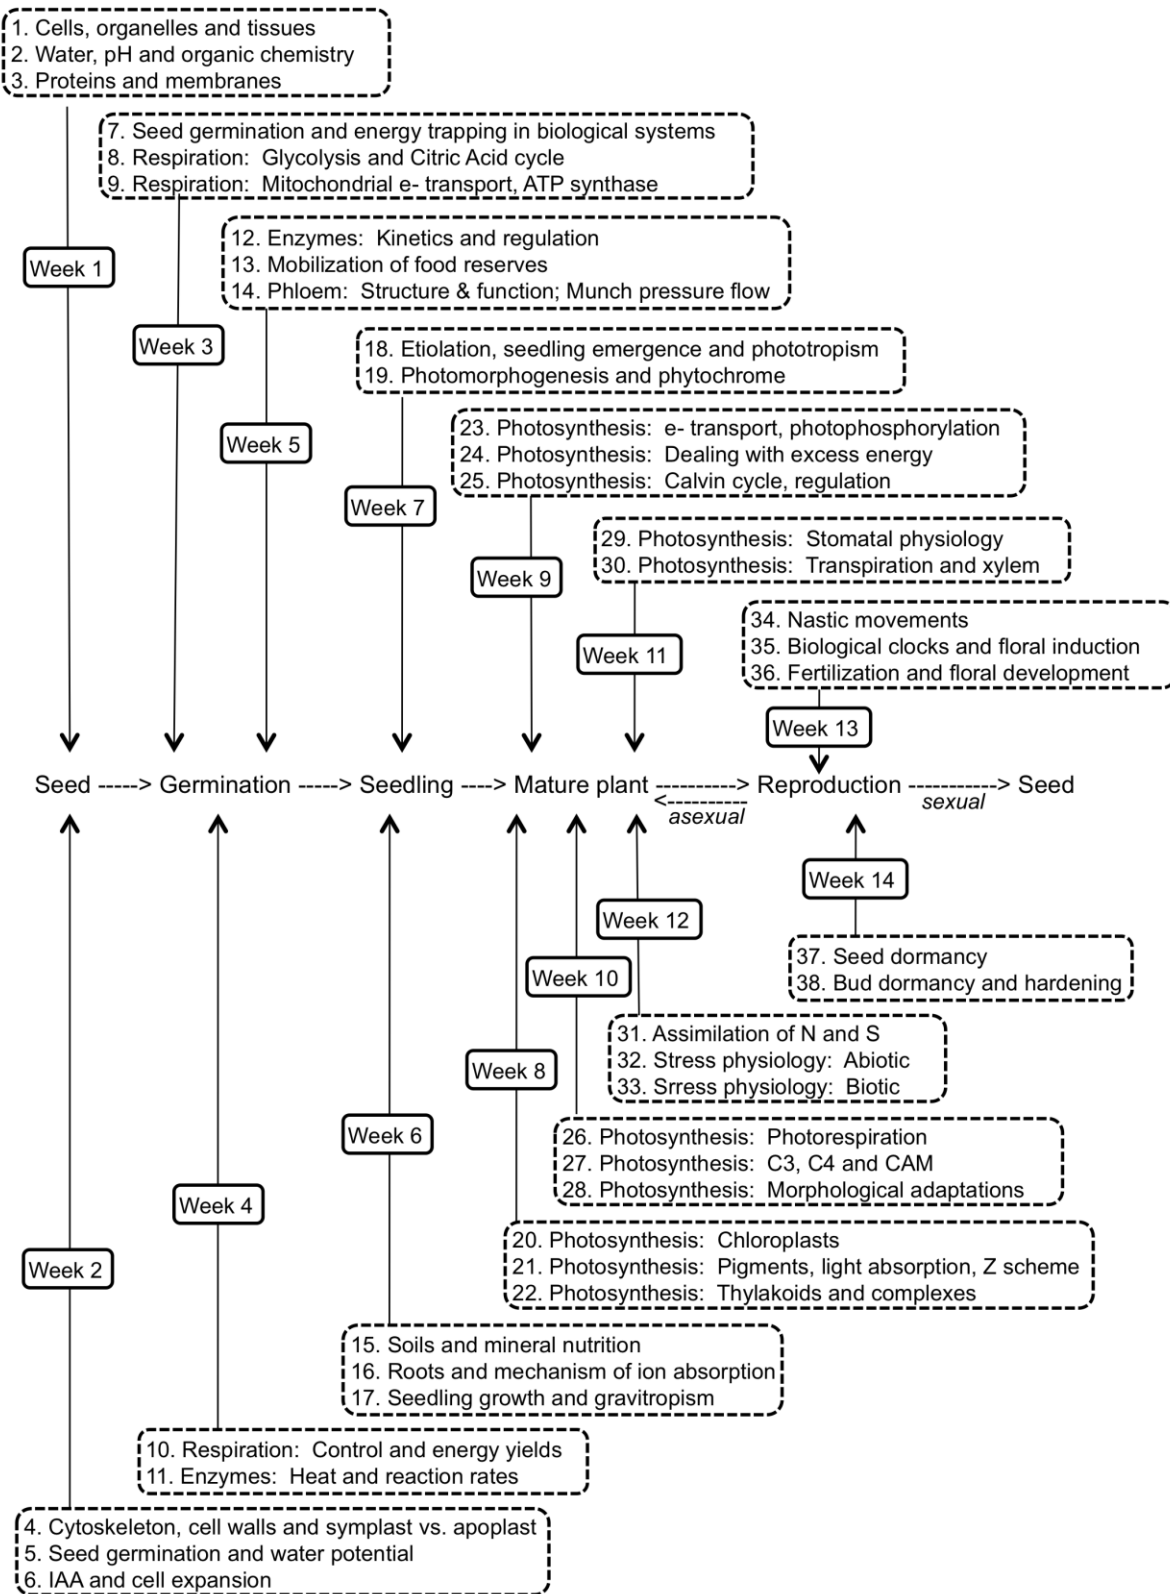 1. Cells, organelles and tissues
2. Water, pH and organic chemistry
3. Proteins and membranes
7. Seed germination and energy trapping in biological systems
8. Respiration: Glycolysis and Citric Acid cycle
9. Respiration: Mitochondrial e- transport, ATP synthase
12. Enzymes: Kinetics and regulation
13. Mobilization of food reserves
14. Phloem: Structure & function; Munch pressure flow
Week 1
Week 3
18. Etiolation, seedling emergence and phototropism
19. Photomorphogenesis and phytochrome
Week 5
23. Photosynthesis: e- transport, photophosphorylation
24. Photosynthesis: Dealing with excess energy
25. Photosynthesis: Calvin cycle, regulation
Week 7
29. Photosynthesis: Stomatal physiology
30. Photosynthesis: Transpiration and xylem
Week 9
34. Nastic movements
35. Biological clocks and floral induction
36. Fertilization and floral development
Week 11
Week 13
Seed -----> Germination -----> Seedling ----> Mature plant ----------> Reproduction -----------> Seed
<---------- asexual
sexual
Week 14
Week 12
37. Seed dormancy
38. Bud dormancy and hardening
Week 10
31. Assimilation of N and S
32. Stress physiology: Abiotic
33. Srress physiology: Biotic
Week 8
26. Photosynthesis: Photorespiration
27. Photosynthesis: C3, C4 and CAM
28. Photosynthesis: Morphological adaptations
Week 6
Week 4
20. Photosynthesis: Chloroplasts
21. Photosynthesis: Pigments, light absorption, Z scheme
22. Photosynthesis: Thylakoids and complexes
Week 2
15. Soils and mineral nutrition
16. Roots and mechanism of ion absorption
17. Seedling growth and gravitropism
10. Respiration: Control and energy yields
11. Enzymes: Heat and reaction rates
4. Cytoskeleton, cell walls and symplast vs. apoplast
5. Seed germination and water potential
6. IAA and cell expansion